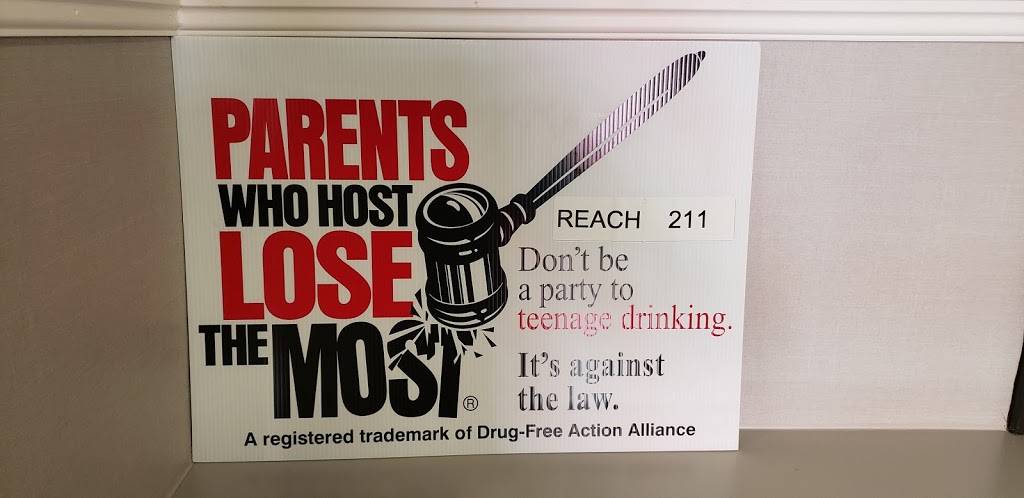 PARENTS
WHO HOST
LOSE
THE MOST
®
REACH 211
Don't be
a party to
teenage drinking.
It's against
the law.
A registered trademark of Drug-Free Action Alliance